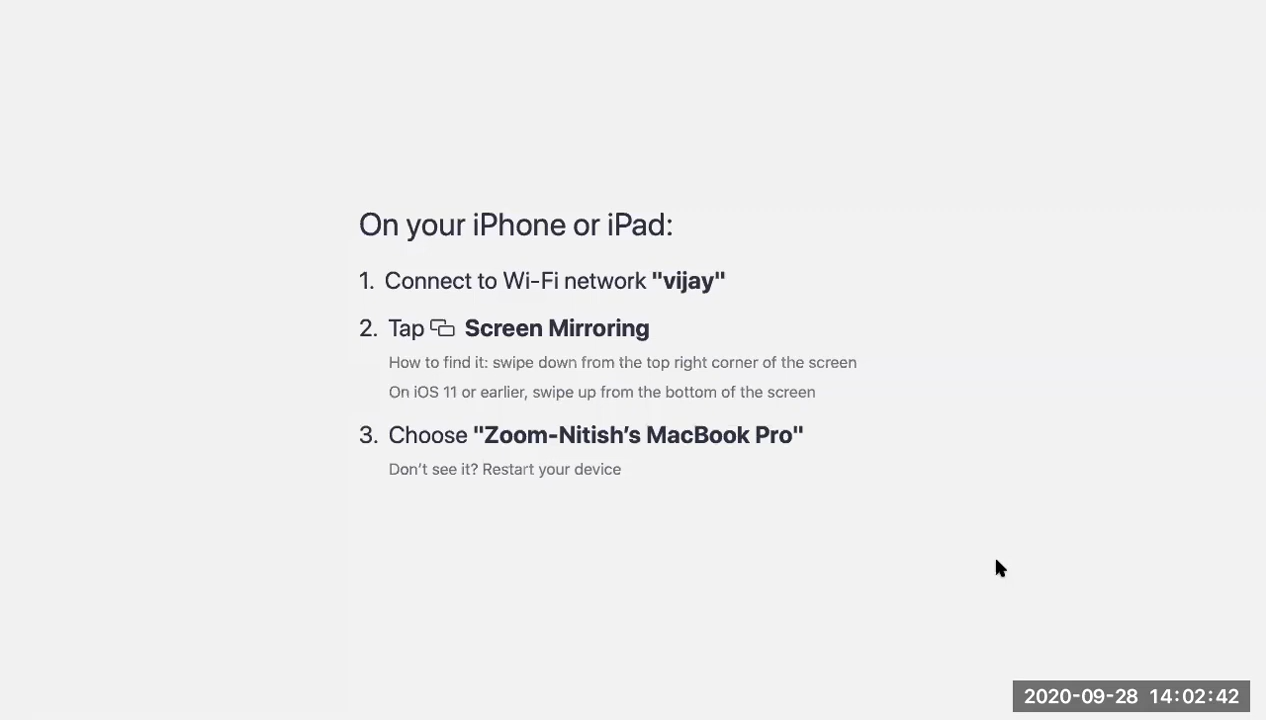 On your iPhone or iPad:
1. Connect to Wi-Fi network "vijay"
2. Tap Screen Mirroring
How to find it: swipe down from the top right corner of the screen
On iOS 11 or earlier, swipe up from the bottom of the screen
3. Choose "Zoom-Nitish’s MacBook Pro"
Don’t see it? Restart your device
2020-09-28 14:02:42